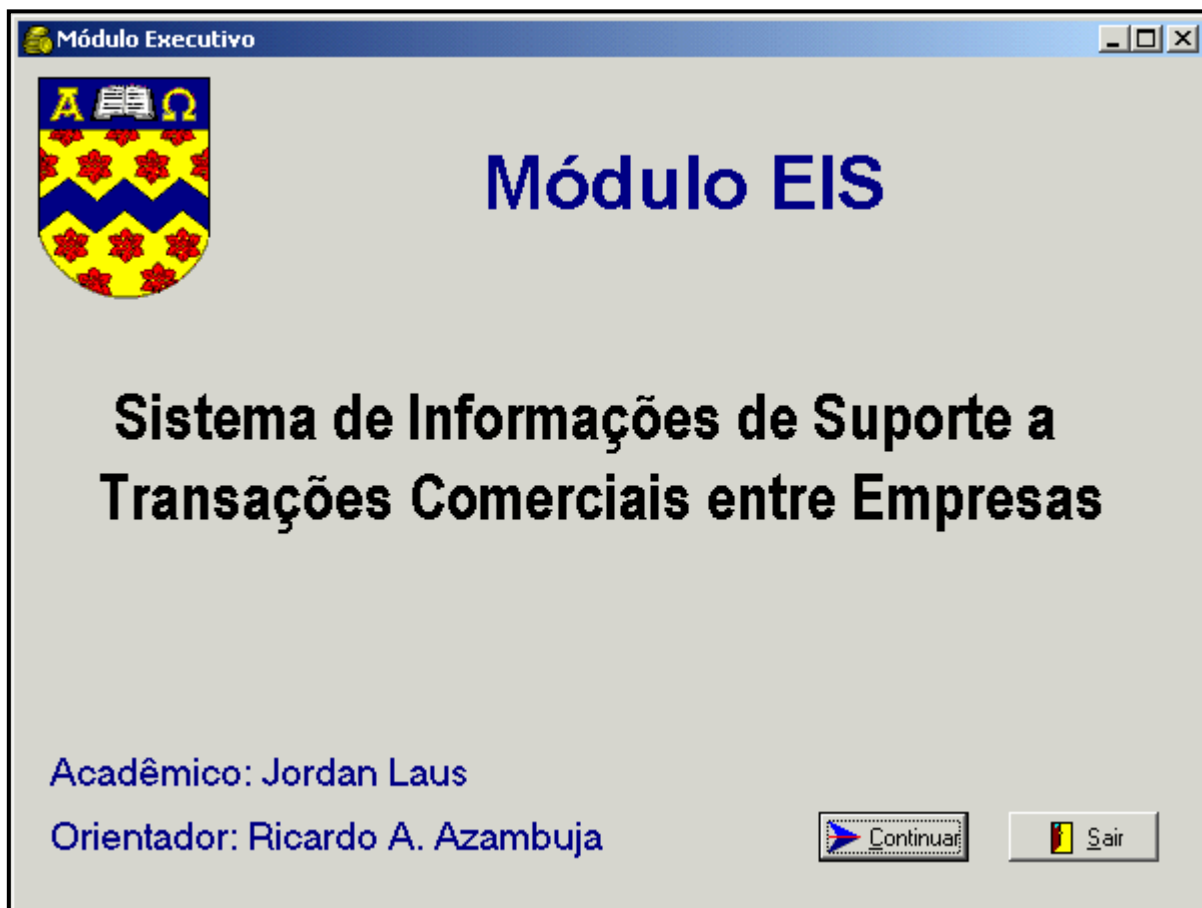 Módulo Executivo
A Ω
Módulo EIS
Sistema de Informações de Suporte a
Transações Comerciais entre Empresas
Acadêmico: Jordan Laus
Orientador: Ricardo A. Azambuja
Continuar
Sair